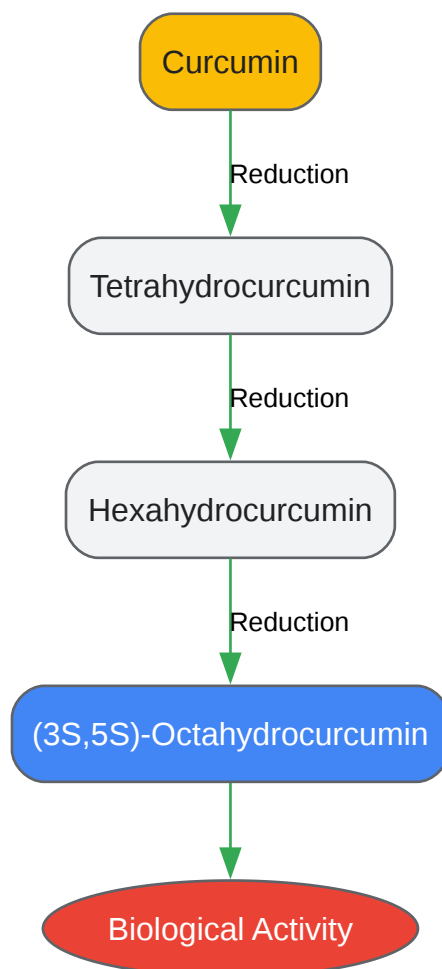 Curcumin
Reduction
Tetrahydrocurcumin
Reduction
Hexahydrocurcumin
Reduction
(3S,5S)-Octahydrocurcumin
Biological Activity